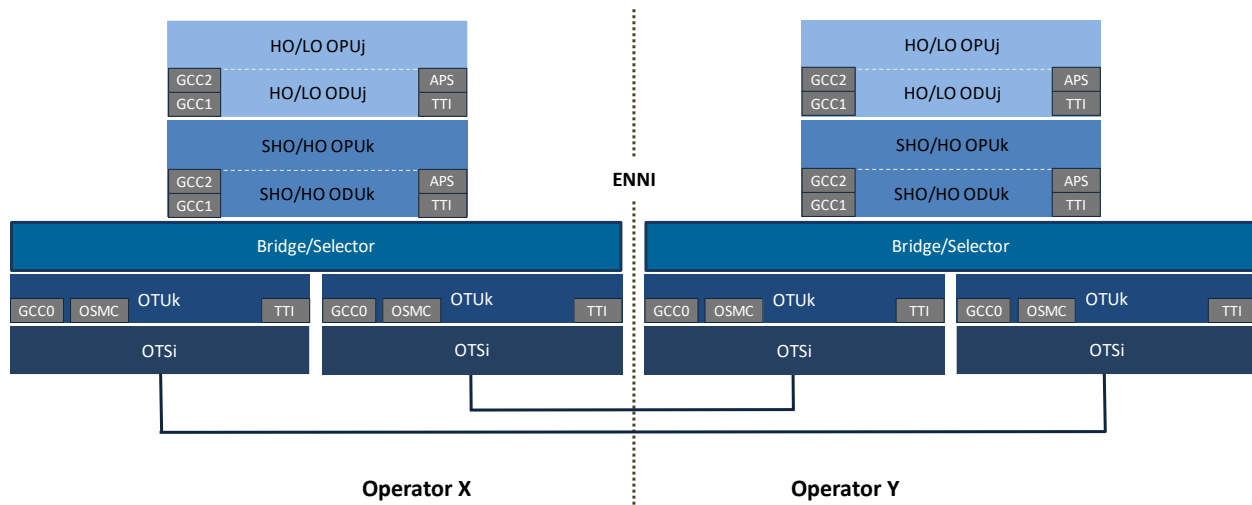 HO/LO OPUj
GCC2 APS
GCC1 HO/LO ODUj TTI
SHO/HO OPUk
GCC2 APS
GCC1 SHO/HO ODUk TTI
Bridge/Selector
OTUk
GCC0 OSMC TTI
OTSi
OTUk
GCC0 OSMC TTI
OTSi
Operator X
ENNI
HO/LO OPUj
GCC2 APS
GCC1 HO/LO ODUj TTI
SHO/HO OPUk
GCC2 APS
GCC1 SHO/HO ODUk TTI
Bridge/Selector
OTUk
GCC0 OSMC TTI
OTSi
OTUk
GCC0 OSMC TTI
OTSi
Operator Y